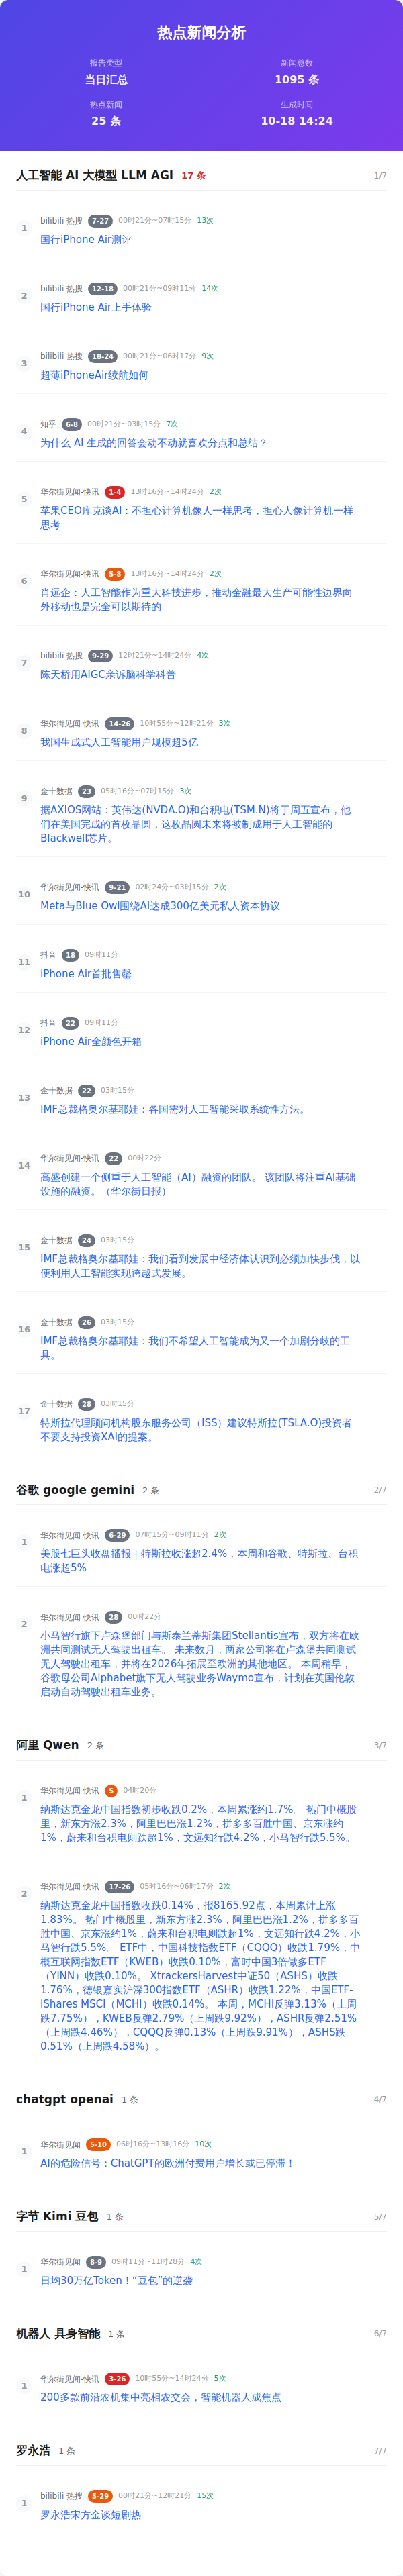 热点新闻分析
报告类型
当日汇总
新闻总数
1095 条
热点新闻
25 条
生成时间
10-18 14:24
人工智能 AI 大模型 LLM AGI 17 条 1/7
1
bilibili 热搜 7-27 00时21分~07时15分 13次
国行iPhone Air测评
2
bilibili 热搜 12-18 00时21分~09时11分 14次
国行iPhone Air上手体验
3
bilibili 热搜 18-24 00时21分~06时17分 9次
超薄iPhoneAir续航如何
4
知乎 6-8 00时21分~03时15分 7次
为什么 AI 生成的回答会动不动就喜欢分点和总结？
5
华尔街见闻-快讯 1-4 13时16分~14时24分 2次
苹果CEO库克谈AI：不担心计算机像人一样思考，担心人像计算机一样
思考
6
华尔街见闻-快讯 5-8 13时16分~14时24分 2次
肖远企：人工智能作为重大科技进步，推动金融最大生产可能性边界向
外移动也是完全可以期待的
7
bilibili 热搜 9-29 12时21分~14时24分 4次
陈天桥用AIGC亲诉脑科学科普
8
华尔街见闻-快讯 14-26 10时55分~12时21分 3次
我国生成式人工智能用户规模超5亿
9
金十数据 23 05时16分~07时15分 3次
据AXIOS网站：英伟达(NVDA.O)和台积电(TSM.N)将于周五宣布，他
们在美国完成的首枚晶圆，这枚晶圆未来将被制成用于人工智能的
Blackwell芯片。
10
华尔街见闻-快讯 9-21 02时24分~03时15分 2次
Meta与Blue Owl围绕AI达成300亿美元私人资本协议
11
抖音 18 09时11分
iPhone Air首批售罄
12
抖音 22 09时11分
iPhone Air全颜色开箱
13
金十数据 22 03时15分
IMF总裁格奥尔基耶娃：各国需对人工智能采取系统性方法。
14
华尔街见闻-快讯 22 00时22分
高盛创建一个侧重于人工智能（AI）融资的团队。 该团队将注重AI基础
设施的融资。（华尔街日报）
15
金十数据 24 03时15分
IMF总裁格奥尔基耶娃：我们看到发展中经济体认识到必须加快步伐，以
便利用人工智能实现跨越式发展。
16
金十数据 26 03时15分
IMF总裁格奥尔基耶娃：我们不希望人工智能成为又一个加剧分歧的工
具。
17
金十数据 28 03时15分
特斯拉代理顾问机构股东服务公司（ISS）建议特斯拉(TSLA.O)投资者
不要支持投资XAI的提案。
谷歌 google gemini 2 条 2/7
1
华尔街见闻-快讯 6-29 07时15分~09时11分 2次
美股七巨头收盘播报｜特斯拉收涨超2.4%，本周和谷歌、特斯拉、台积
电涨超5%
2
华尔街见闻-快讯 28 00时22分
小马智行旗下卢森堡部门与斯泰兰蒂斯集团Stellantis宣布，双方将在欧
洲共同测试无人驾驶出租车。 未来数月，两家公司将在卢森堡共同测试
无人驾驶出租车，并将在2026年拓展至欧洲的其他地区。 本周稍早，
谷歌母公司Alphabet旗下无人驾驶业务Waymo宣布，计划在英国伦敦
启动自动驾驶出租车业务。
阿里 Qwen 2 条 3/7
1
华尔街见闻-快讯 5 04时20分
纳斯达克金龙中国指数初步收跌0.2%，本周累涨约1.7%。 热门中概股
里，新东方涨2.3%，阿里巴巴涨1.2%，拼多多百胜中国、京东涨约
1%，蔚来和台积电则跌超1%，文远知行跌4.2%，小马智行跌5.5%。
2
华尔街见闻-快讯 17-26 05时16分~06时17分 2次
纳斯达克金龙中国指数收跌0.14%，报8165.92点，本周累计上涨
1.83%。 热门中概股里，新东方涨2.3%，阿里巴巴涨1.2%，拼多多百
胜中国、京东涨约1%，蔚来和台积电则跌超1%，文远知行跌4.2%，小
马智行跌5.5%。 ETF中，中国科技指数ETF（CQQQ）收跌1.79%，中
概互联网指数ETF（KWEB）收跌0.10%，富时中国3倍做多ETF
（YINN）收跌0.10%。 XtrackersHarvest中证50（ASHS）收跌
1.76%，德银嘉实沪深300指数ETF（ASHR）收跌1.22%，中国ETF-
iShares MSCI（MCHI）收跌0.14%。 本周，MCHI反弹3.13%（上周
跌7.75%），KWEB反弹2.79%（上周跌9.92%），ASHR反弹2.51%
（上周跌4.46%），CQQQ反弹0.13%（上周跌9.91%），ASHS跌
0.51%（上周跌4.58%）。
chatgpt openai 1 条 4/7
1
华尔街见闻 5-10 06时16分~13时16分 10次
AI的危险信号：ChatGPT的欧洲付费用户增长或已停滞！
字节 Kimi 豆包 1 条 5/7
1
华尔街见闻 8-9 09时11分~11时28分 4次
日均30万亿Token！“豆包”的逆袭
机器人 具身智能 1 条 6/7
1
华尔街见闻-快讯 3-26 10时55分~14时24分 5次
200多款前沿农机集中亮相农交会，智能机器人成焦点
罗永浩 1 条 7/7
1
bilibili 热搜 5-29 00时21分~12时21分 15次
罗永浩宋方金谈短剧热